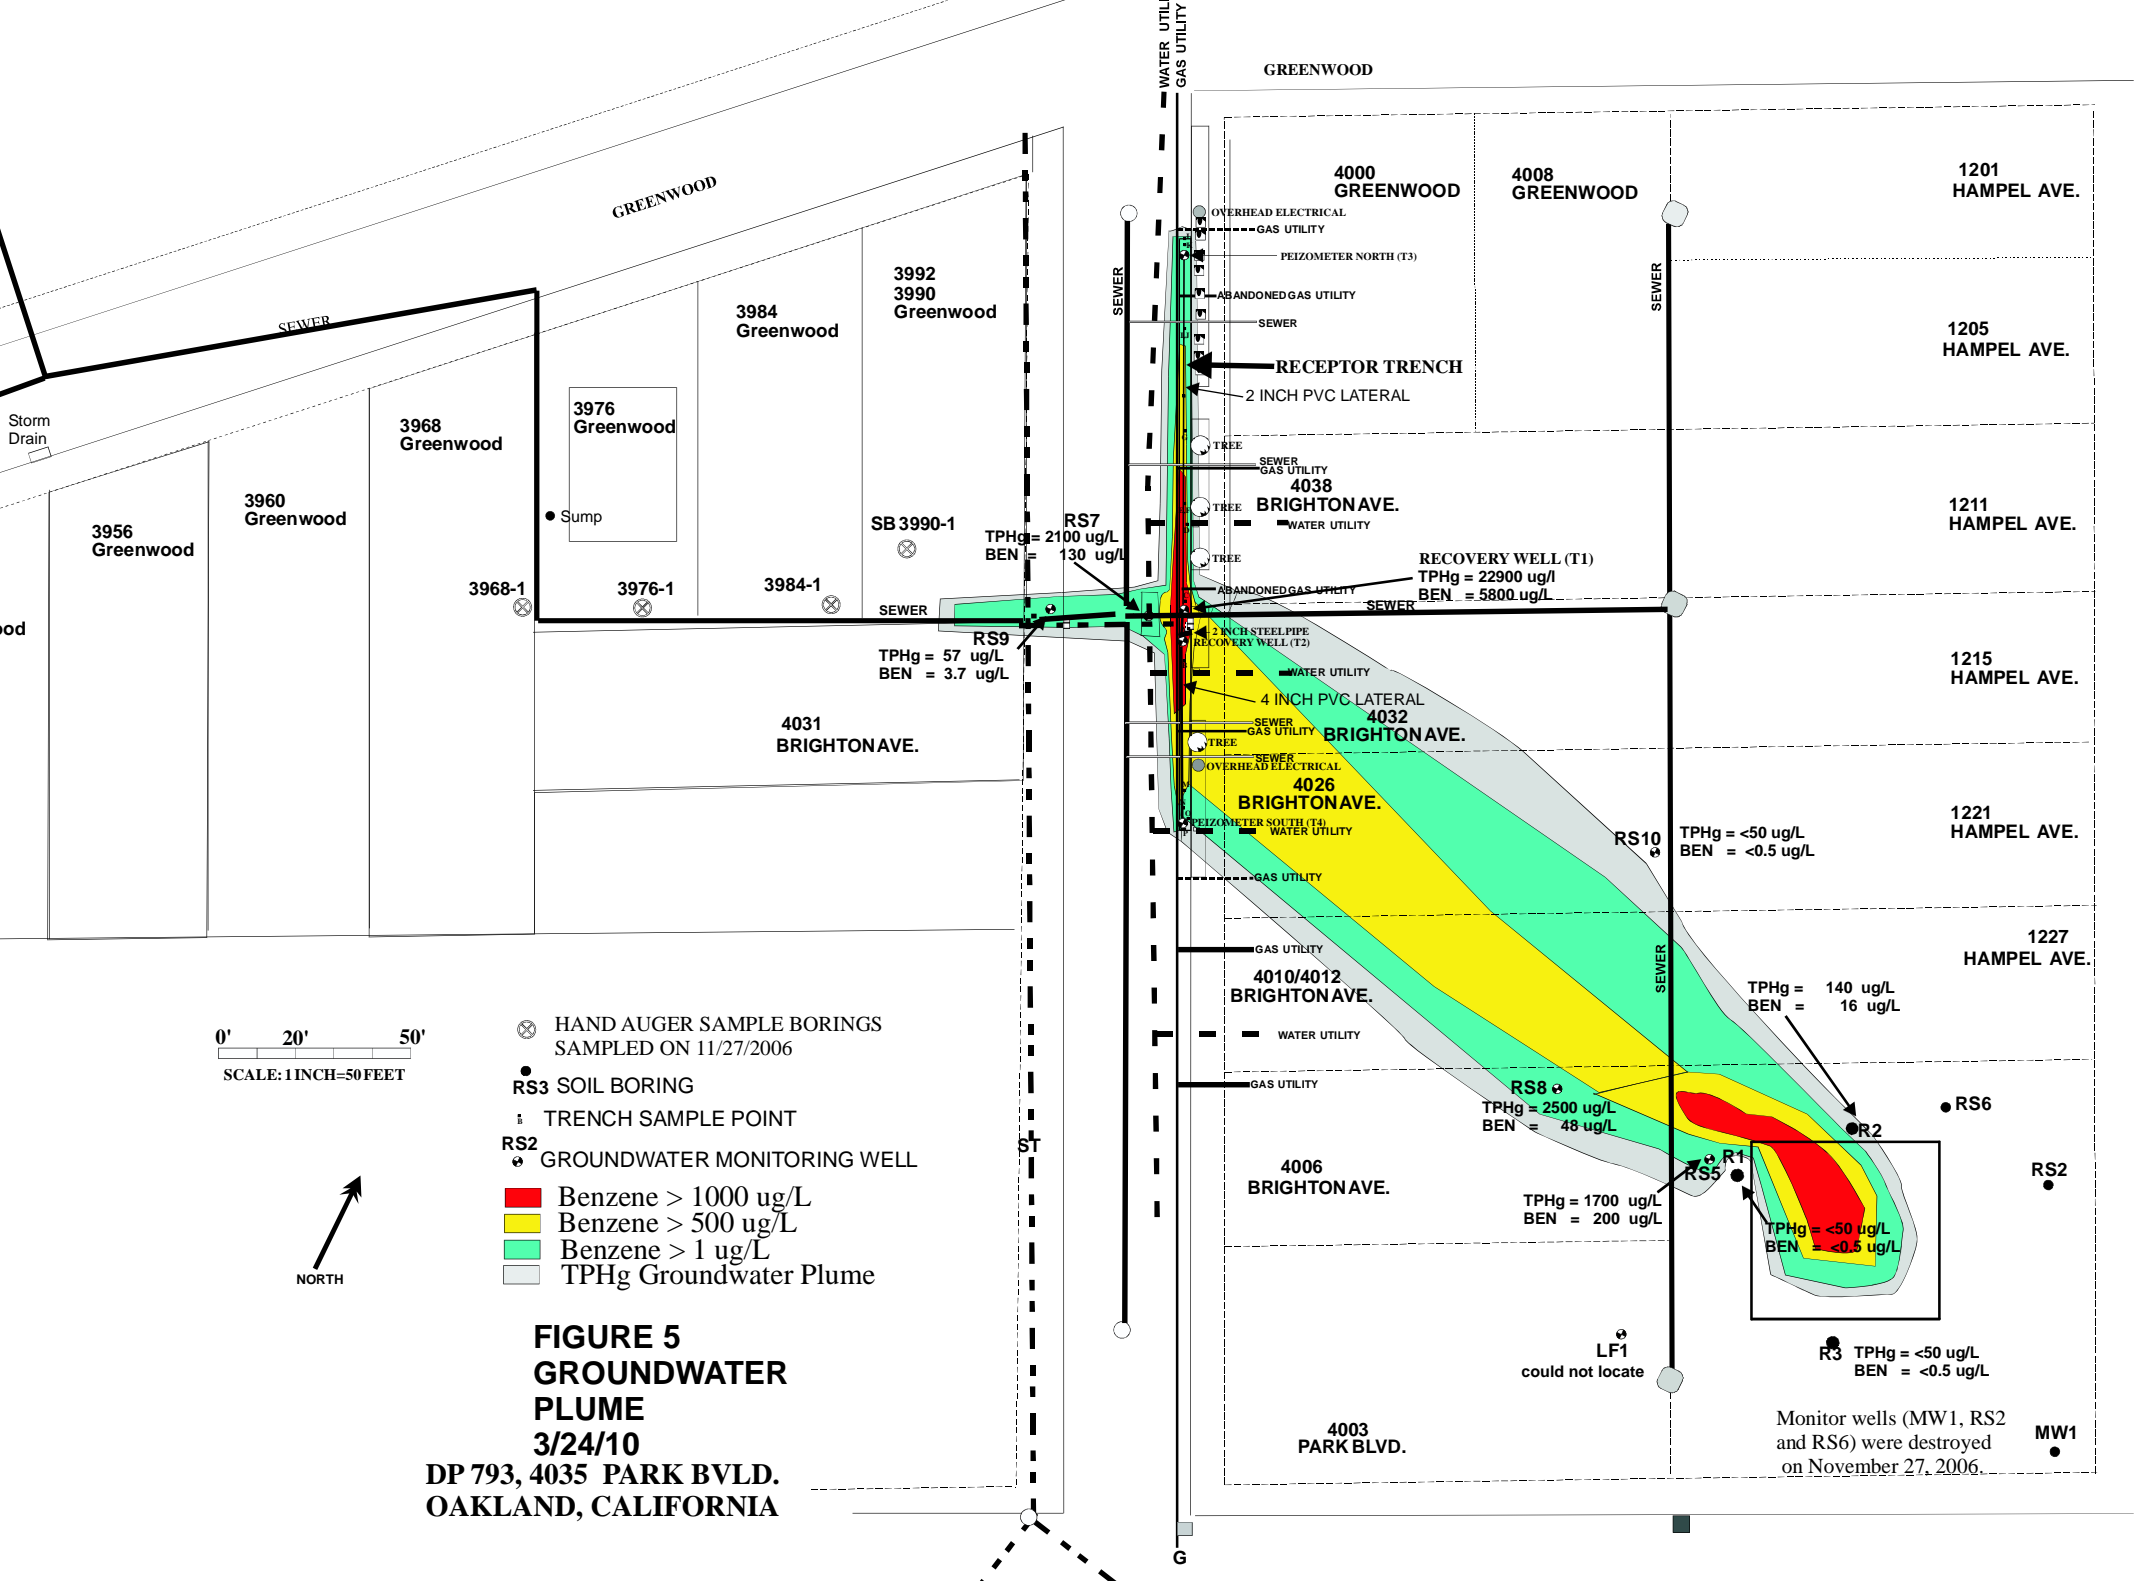 WATER UTIL
GAS UTILITY
GREENWOOD
GREENWOOD
4000
GREENWOOD
4008
GREENWOOD
1201
HAMPEL AVE.
OVERHEAD ELECTRICAL
GAS UTILITY
PEIZOMETER NORTH (T3)
SEWER
SEWER
ABANDONED GAS UTILITY
SEWER
3992
3990
Greenwood
3984
Greenwood
SEWER
1205
HAMPEL AVE.
RECEPTOR TRENCH
2 INCH PVC LATERAL
Storm
Drain
3968
Greenwood
3976
Greenwood
TREE
SEWER
GAS UTILITY
4038
BRIGHTON AVE.
TREE
WATER UTILITY
1211
HAMPEL AVE.
3960
Greenwood
3956
Greenwood
Sump
SB 3990-1
RS7
TPHg = 2100 ug/L
BEN = 130 ug/L
TREE
RECOVERY WELL (T1)
TPHg = 22900 ug/l
BEN = 5800 ug/L
3968-1
3976-1
3984-1
ABANDONED GAS UTILITY
SEWER
SEWER
ood
RS9
TPHg = 57 ug/L
BEN = 3.7 ug/L
2 INCH STEEL PIPE
RECOVERY WELL (T2)
WATER UTILITY
1215
HAMPEL AVE.
4 INCH PVC LATERAL
4031
BRIGHTON AVE.
SEWER
GAS UTILITY
4032
BRIGHTON AVE.
TREE
SEWER
OVERHEAD ELECTRICAL
4026
BRIGHTON AVE.
PEIZOMETER SOUTH (T4)
WATER UTILITY
RS10
TPHg = <50 ug/L
BEN = <0.5 ug/L
1221
HAMPEL AVE.
GAS UTILITY
GAS UTILITY
4010/4012
BRIGHTON AVE.
SEWER
1227
HAMPEL AVE.
TPHg = 140 ug/L
BEN = 16 ug/L
WATER UTILITY
GAS UTILITY
0' 20' 50'
SCALE: 1 INCH=50 FEET
HAND AUGER SAMPLE BORINGS
SAMPLED ON 11/27/2006
RS3 SOIL BORING
B TRENCH SAMPLE POINT
RS2
GROUNDWATER MONITORING WELL
Benzene > 1000 ug/L
Benzene > 500 ug/L
Benzene > 1 ug/L
TPHg Groundwater Plume
NORTH
ST
RS8
TPHg = 2500 ug/L
BEN = 48 ug/L
RS6
R2
R1
RS5
RS2
4006
BRIGHTON AVE.
TPHg = 1700 ug/L
BEN = 200 ug/L
TPHg = <50 ug/L
BEN = <0.5 ug/L
LF1
could not locate
R3
TPHg = <50 ug/L
BEN = <0.5 ug/L
4003
PARK BLVD.
Monitor wells (MW1, RS2
and RS6) were destroyed
on November 27, 2006.
MW1
FIGURE 5
GROUNDWATER
PLUME
3/24/10
DP 793, 4035 PARK BVLD.
OAKLAND, CALIFORNIA
G